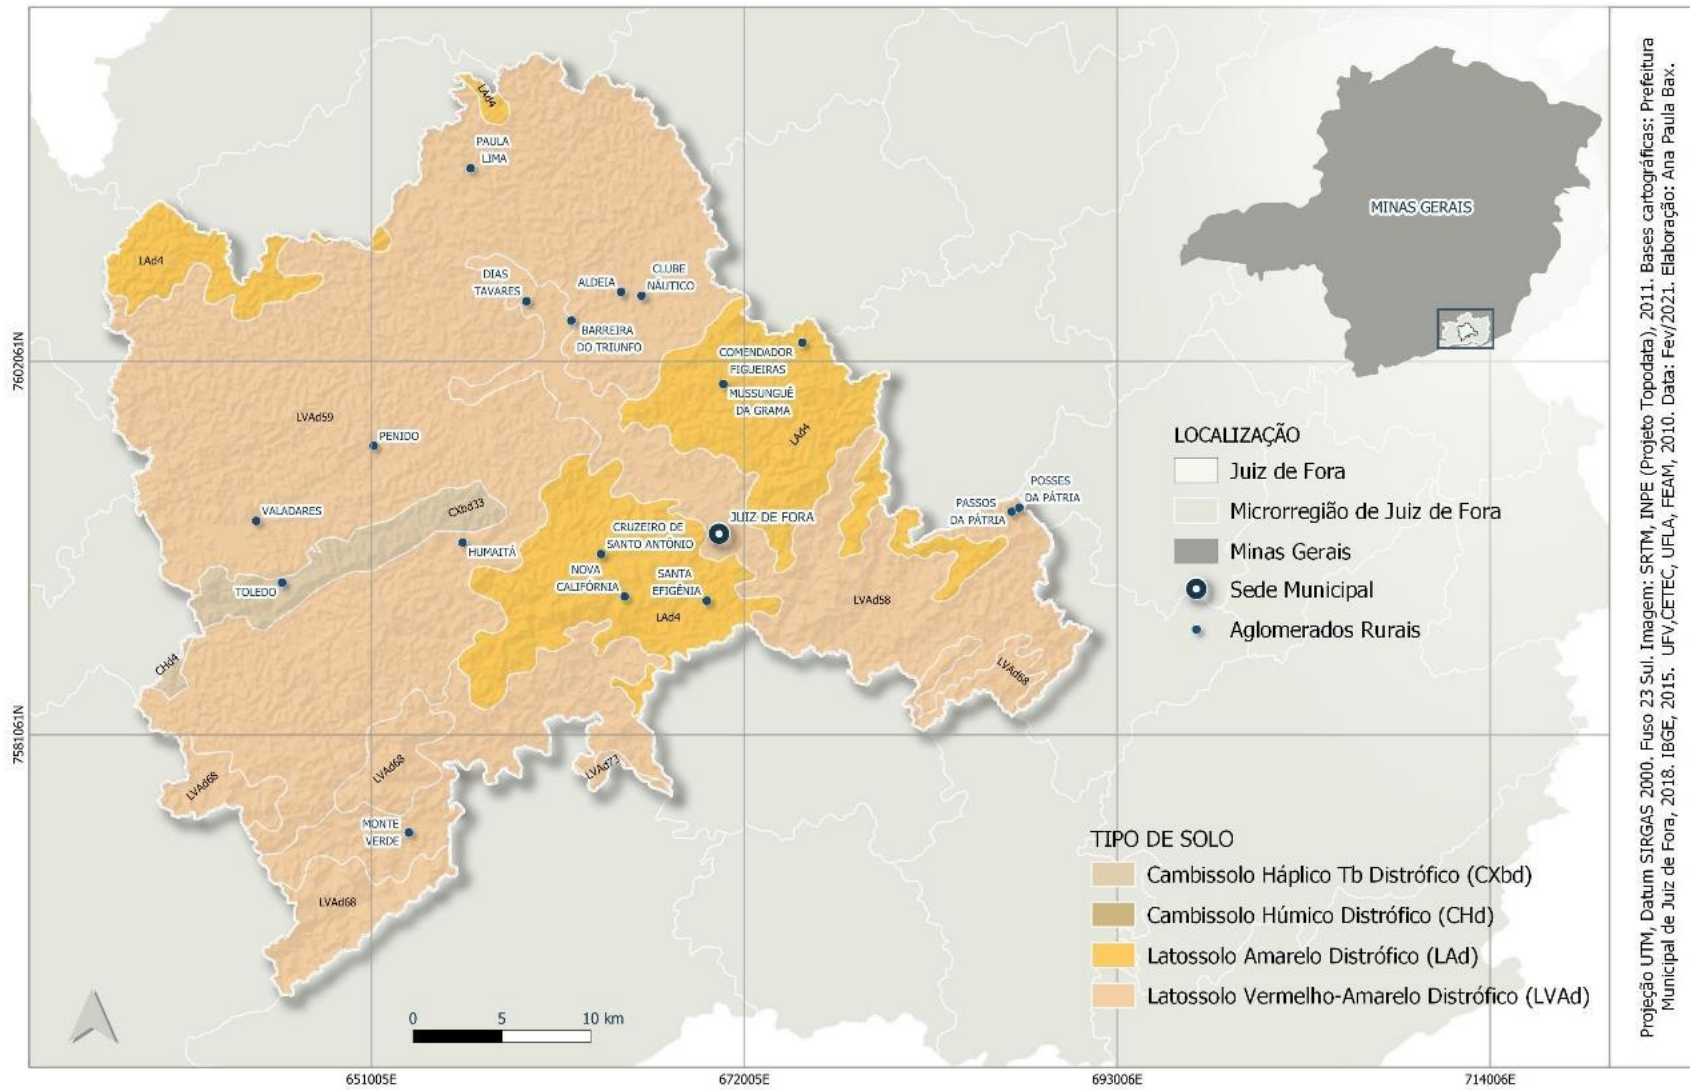 LAd4
PAULA
LIMA
LAd4
DIAS
TAVARES
ALDEIA
CLUBE
NÁUTICO
BARREIRA
DO TRIUNFO
COMENDADOR
FIGUEIRAS
MUSSUNGUÊ
DA GRAMA
LAd4
LVAd59
PENIDO
VALADARES
CXbd33
HUMAITÁ
TOLEDO
CHd4
CRUZEIRO DE
SANTO ANTÔNIO
NOVA
CALIFÓRNIA
SANTA
EFIGÊNIA
LAd4
JUIZ DE FORA
PASSOS
DA PÁTRIA
POSSES
DA PÁTRIA
LVAd58
LVAd68
LVAd68
LVAd68
LVAd73
MONTE
VERDE
LVAd68
7602061N
7581061N
651005E
672005E
693006E
714006E
0 5 10 km
MINAS GERAIS
LOCALIZAÇÃO
Juiz de Fora
Microrregião de Juiz de Fora
Minas Gerais
Sede Municipal
Aglomerados Rurais
TIPO DE SOLO
Cambissolo Háplico Tb Distrófico (CXbd)
Cambissolo Húmico Distrófico (CHd)
Latossolo Amarelo Distrófico (LAd)
Latossolo Vermelho-Amarelo Distrófico (LVAd)
Projeção UTM, Datum SIRGAS 2000. Fuso 23 Sul. Imagem: SRTM, INPE (Projeto Topodata), 2011. Bases cartográficas: Prefeitura
Municipal de Juiz de Fora, 2018. IBGE, 2015. UFV,CETEC, UFLA, FEAM, 2010. Data: Fev/2021. Elaboração: Ana Paula Bax.